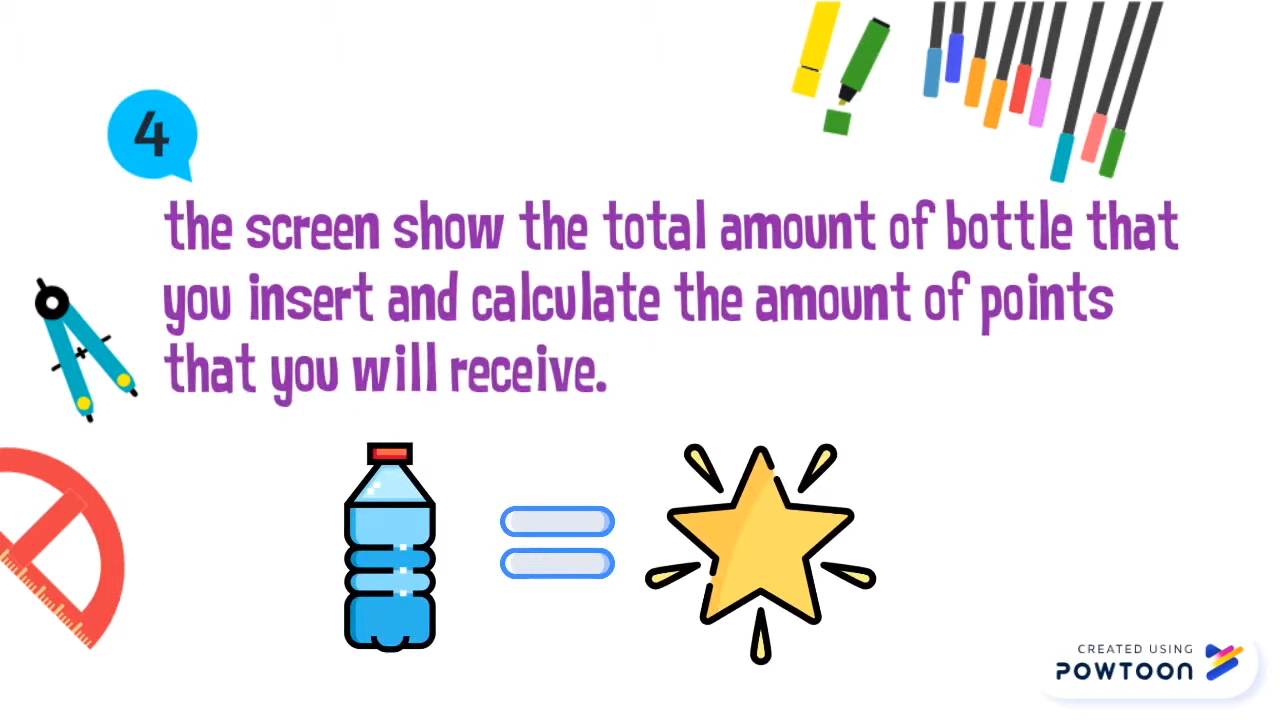 4
the screen show the total amount of bottle that
you insert and calculate the amount of points
that you will receive.
CREATED USING
POWTOON